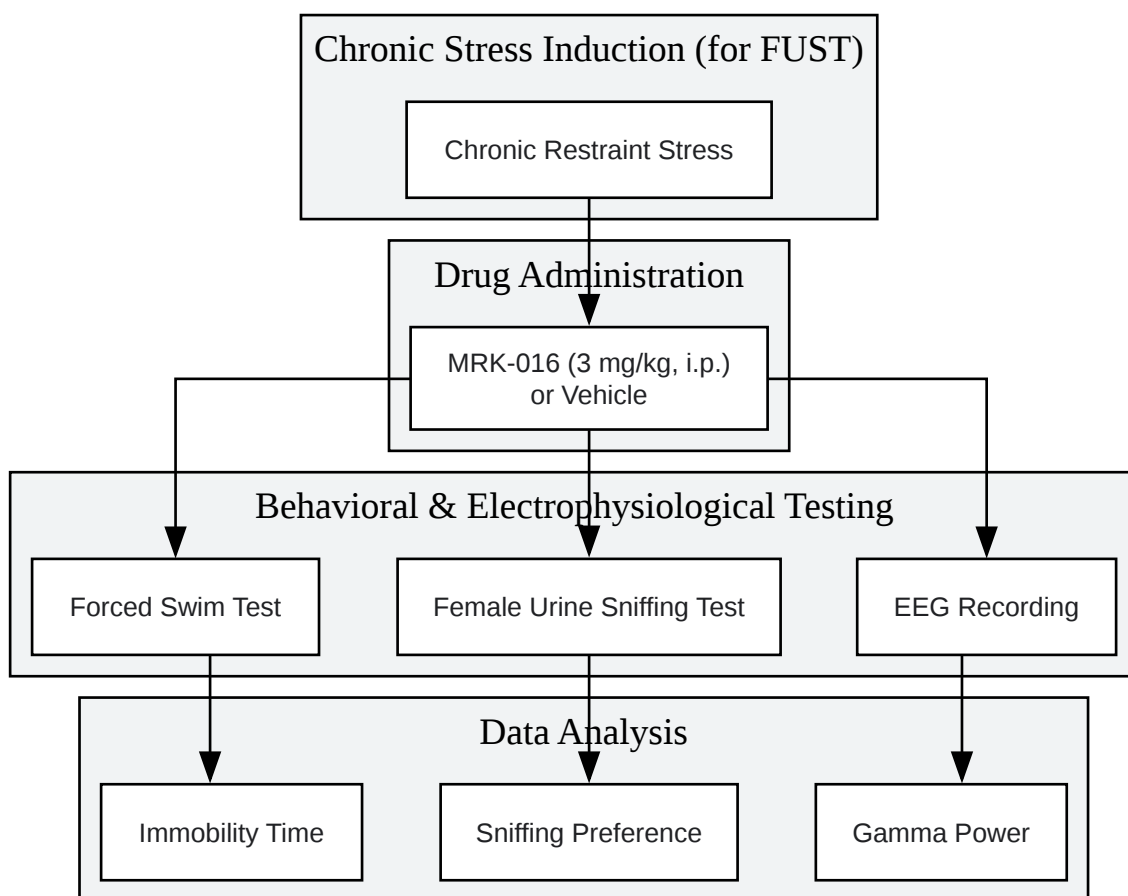 Chronic Stress Induction (for FUST)
Chronic Restraint Stress
Drug Administration
MRK-016 (3 mg/kg, i.p.)
or Vehicle
Behavioral & Electrophysiological Testing
Forced Swim Test
Female Urine Sniffing Test
EEG Recording
Data Analysis
Immobility Time
Sniffing Preference
Gamma Power